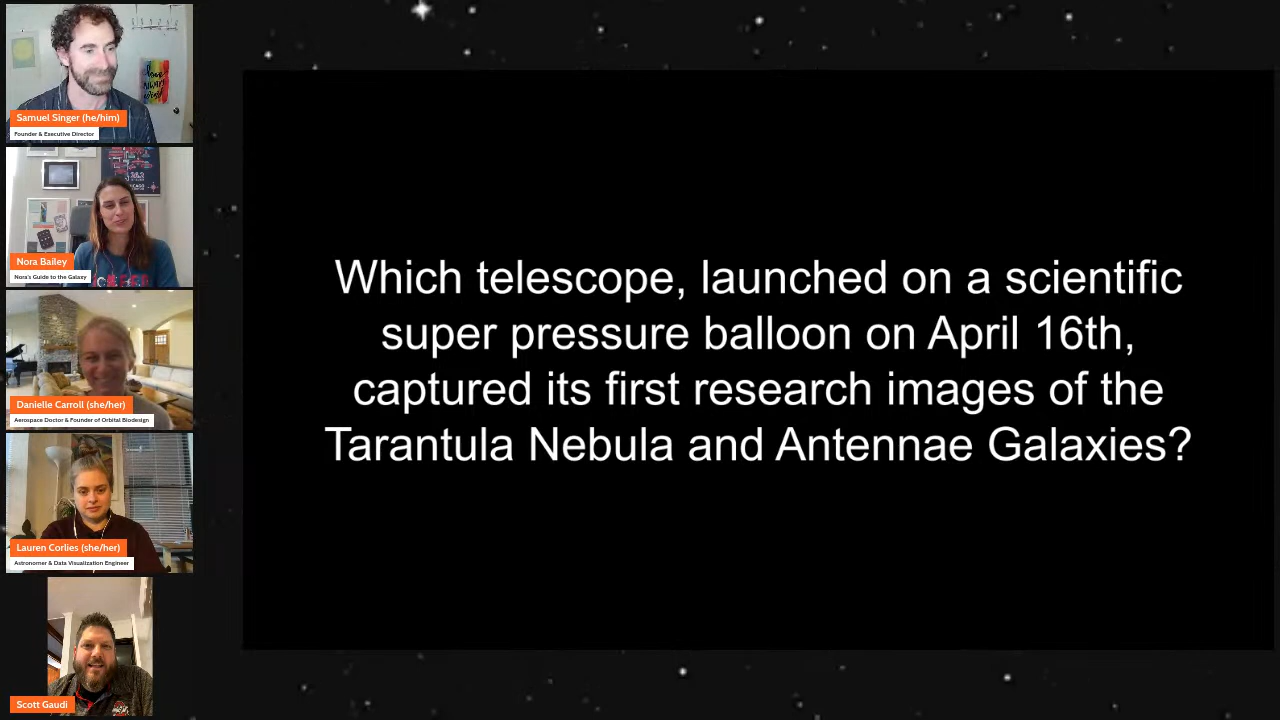 Samuel Singer (he/him)
Founder & Executive Director
Nora Bailey
Nora's Guide to the Galaxy
Danielle Carroll (she/her)
Aerospace Doctor & Founder of Orbital Biodesign
Lauren Corlies (she/her)
Astronomer & Data Visualization Engineer
Scott Gaudi
Which telescope, launched on a scientific
super pressure balloon on April 16th,
captured its first research images of the
Tarantula Nebula and Antennae Galaxies?